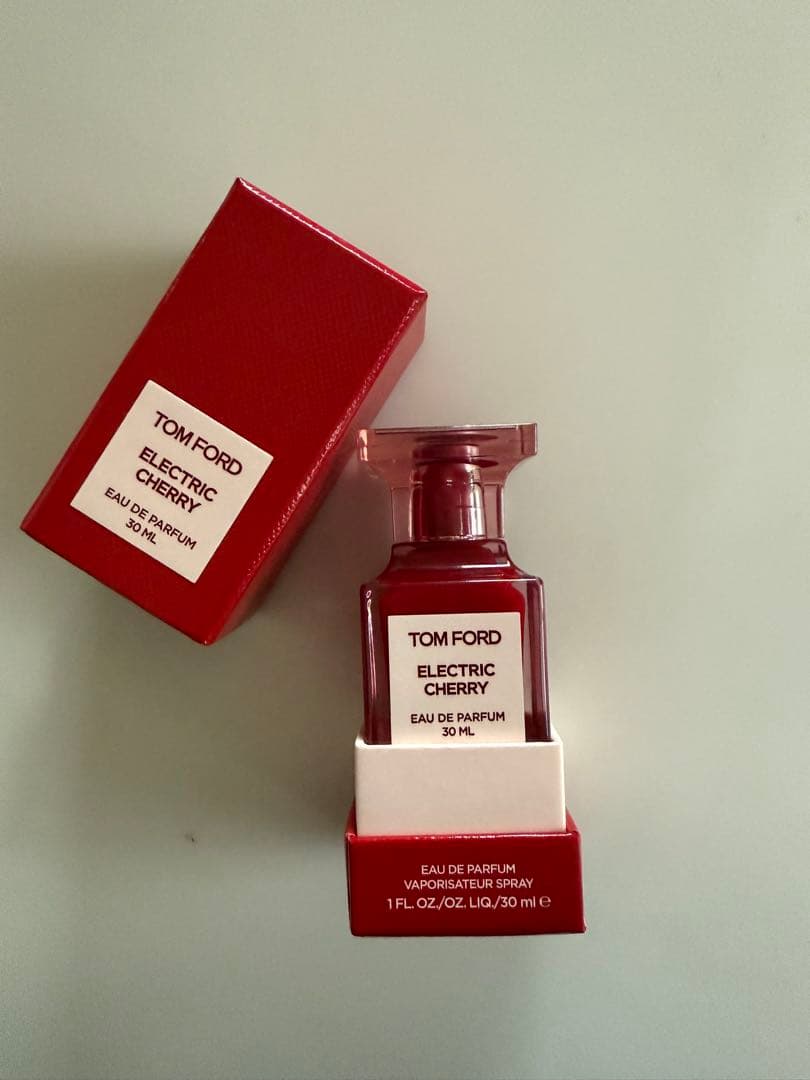 TOM FORD
ELECTRIC
CHERRY
EAU DE PARFUM
30 ML
TOM FORD
ELECTRIC
CHERRY
EAU DE PARFUM
30 ML
EAU DE PARFUM
VAPORISATEUR SPRAY
1 FL. OZ./OZ. LIQ./30 ml ℮